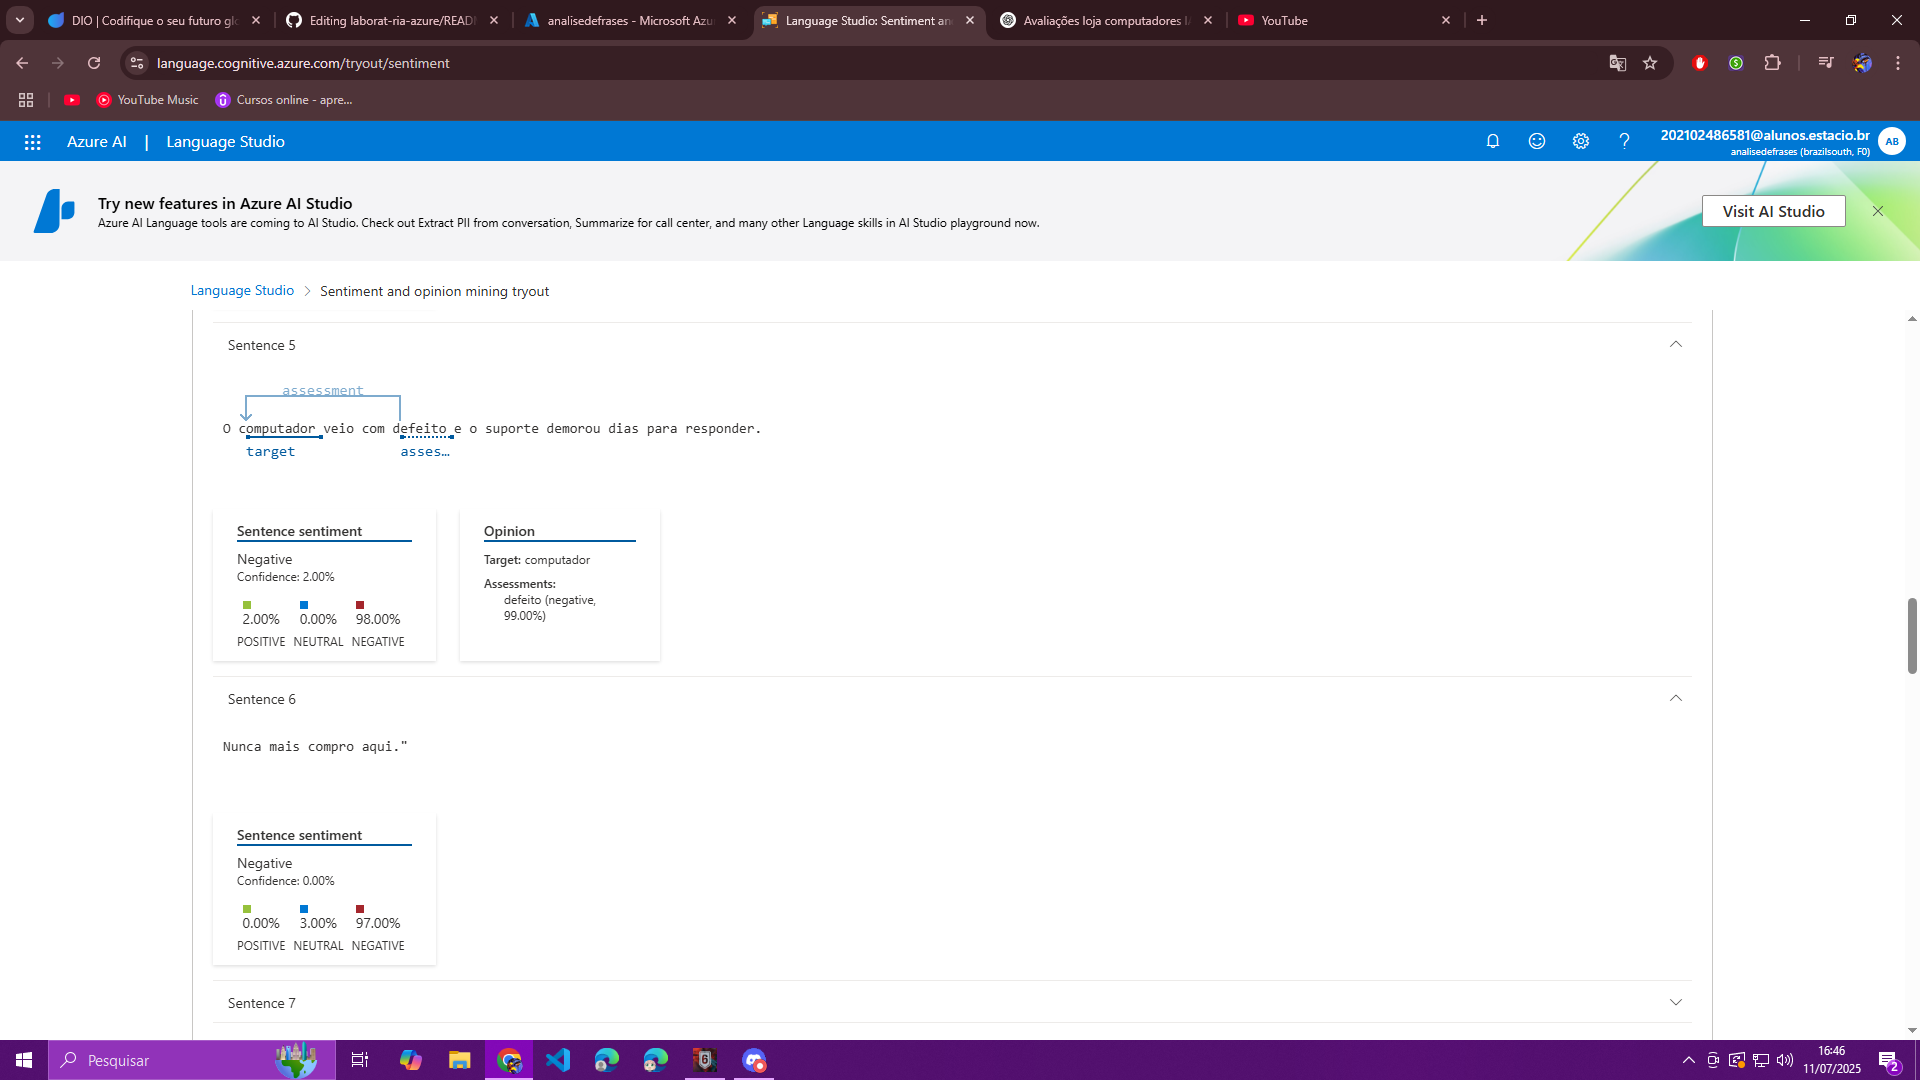 DIO | Codifique o seu futuro glo
Editing laborat-ria-azure/READM
analisedefrases - Microsoft Azu
Language Studio: Sentiment an
Avaliações loja computadores IA
YouTube
language.cognitive.azure.com/tryout/sentiment
YouTube Music
Cursos online - apre...
Azure AI | Language Studio
202102486581@alunos.estacio.br
analisedefrases (brazilsouth, F0)
AB
Try new features in Azure AI Studio
Azure AI Language tools are coming to AI Studio. Check out Extract PII from conversation, Summarize for call center, and many other Language skills in AI Studio playground now.
Visit AI Studio
Language Studio > Sentiment and opinion mining tryout
Sentence 5
assessment
O computador veio com defeito e o suporte demorou dias para responder.
target asses…
Sentence sentiment
Negative
Confidence: 2.00%
2.00% 0.00% 98.00%
POSITIVE NEUTRAL NEGATIVE
Opinion
Target: computador
Assessments:
defeito (negative,
99.00%)
Sentence 6
Nunca mais compro aqui."
Sentence sentiment
Negative
Confidence: 0.00%
0.00% 3.00% 97.00%
POSITIVE NEUTRAL NEGATIVE
Sentence 7
Pesquisar
16:46
11/07/2025
2